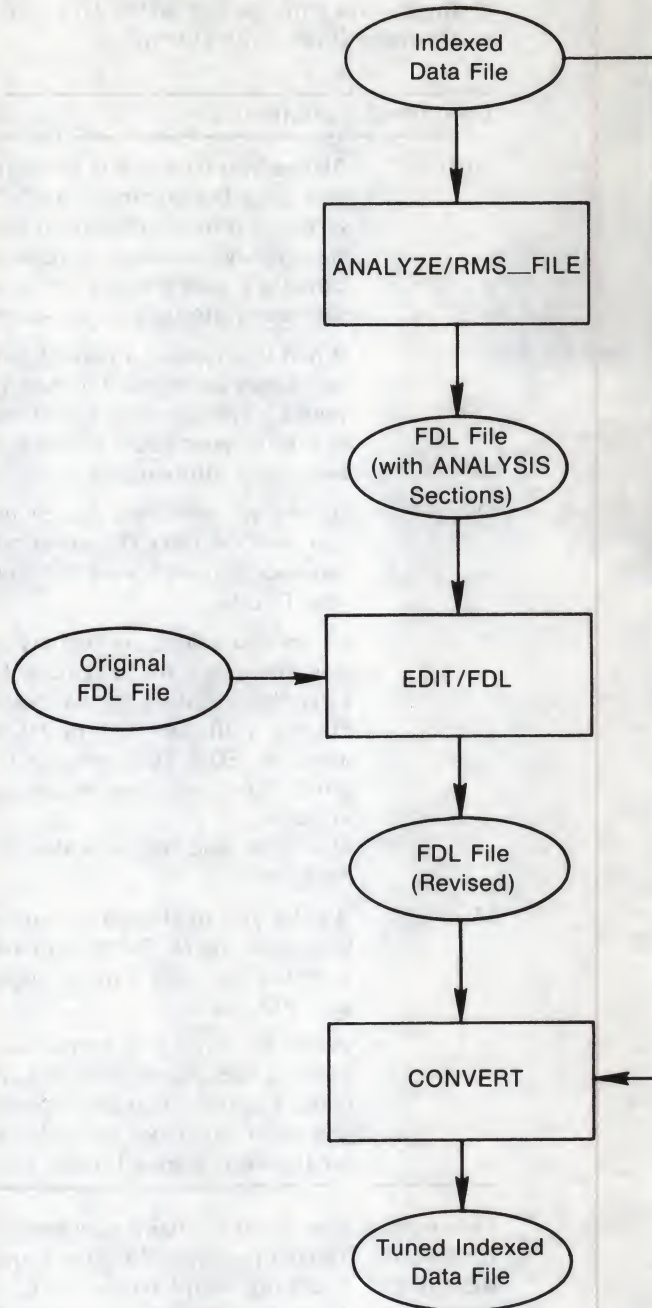 Indexed
Data File
ANALYZE/RMS__FILE
FDL File
(with ANALYSIS
Sections)
Original
FDL File
EDIT/FDL
FDL File
(Revised)
CONVERT
Tuned Indexed
Data File